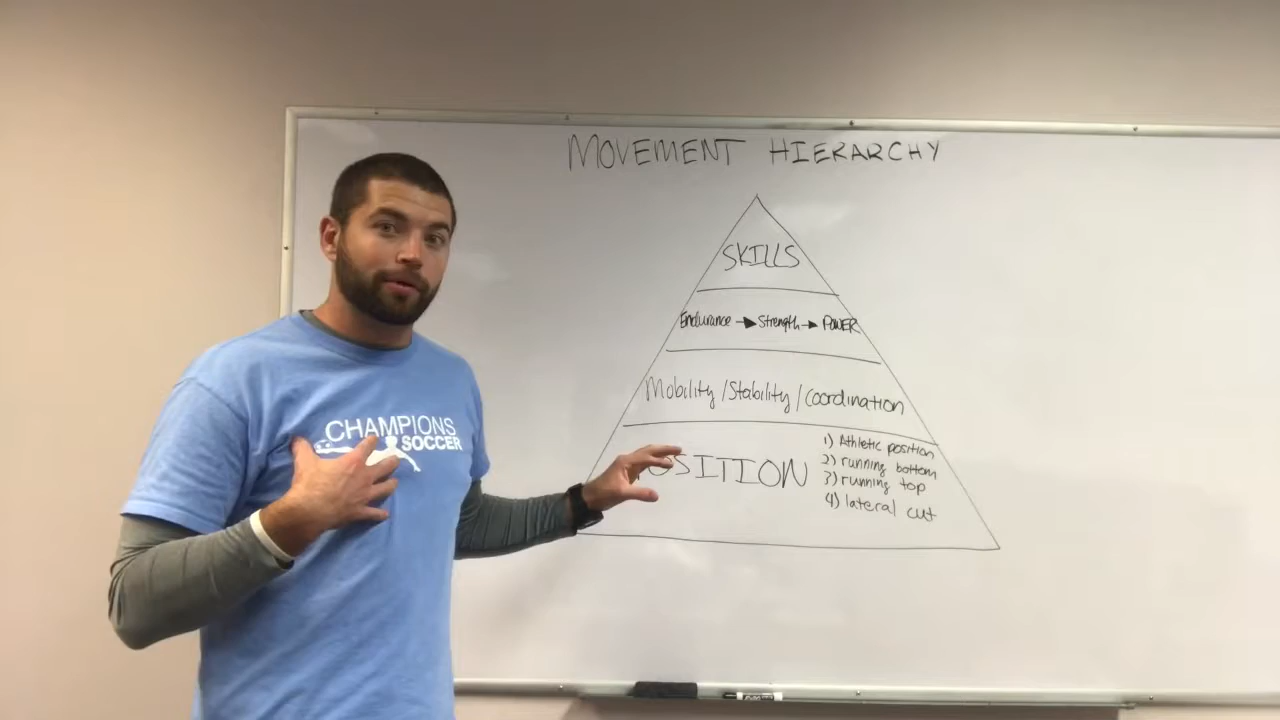 MOVEMENT HIERARCHY
SKILLS
Endurance → Strength → POWER
Mobility/Stability/Coordination
OSITION
1) Athletic position
2) running bottom
3) running top
4) lateral cut
CHAMPIONS
SOCCER